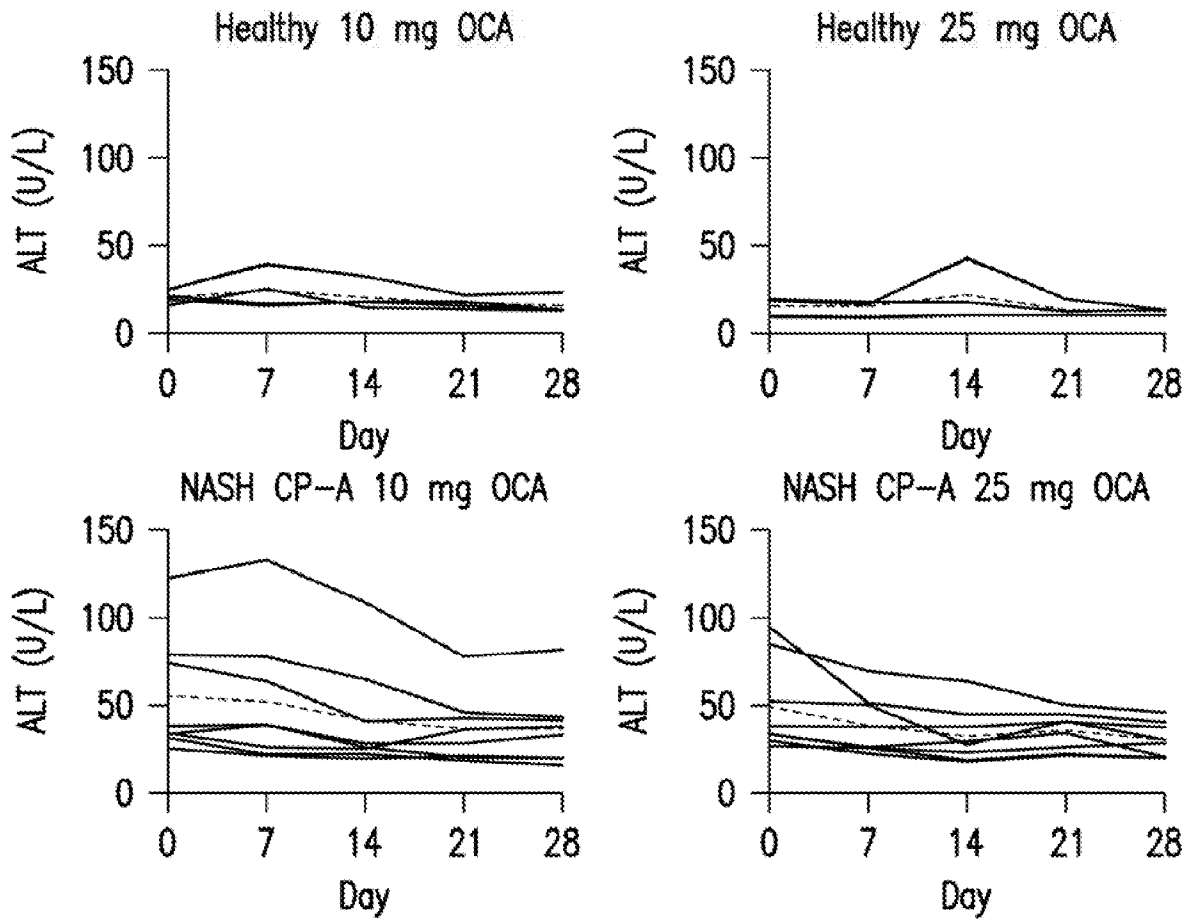 Healthy 10 mg OCA
150
100
50
0
ALT (U/L)
0 7 14 21 28
Day
Healthy 25 mg OCA
150
100
50
0
ALT (U/L)
0 7 14 21 28
Day
NASH CP-A 10 mg OCA
150
100
50
0
ALT (U/L)
0 7 14 21 28
Day
NASH CP-A 25 mg OCA
150
100
50
0
ALT (U/L)
0 7 14 21 28
Day